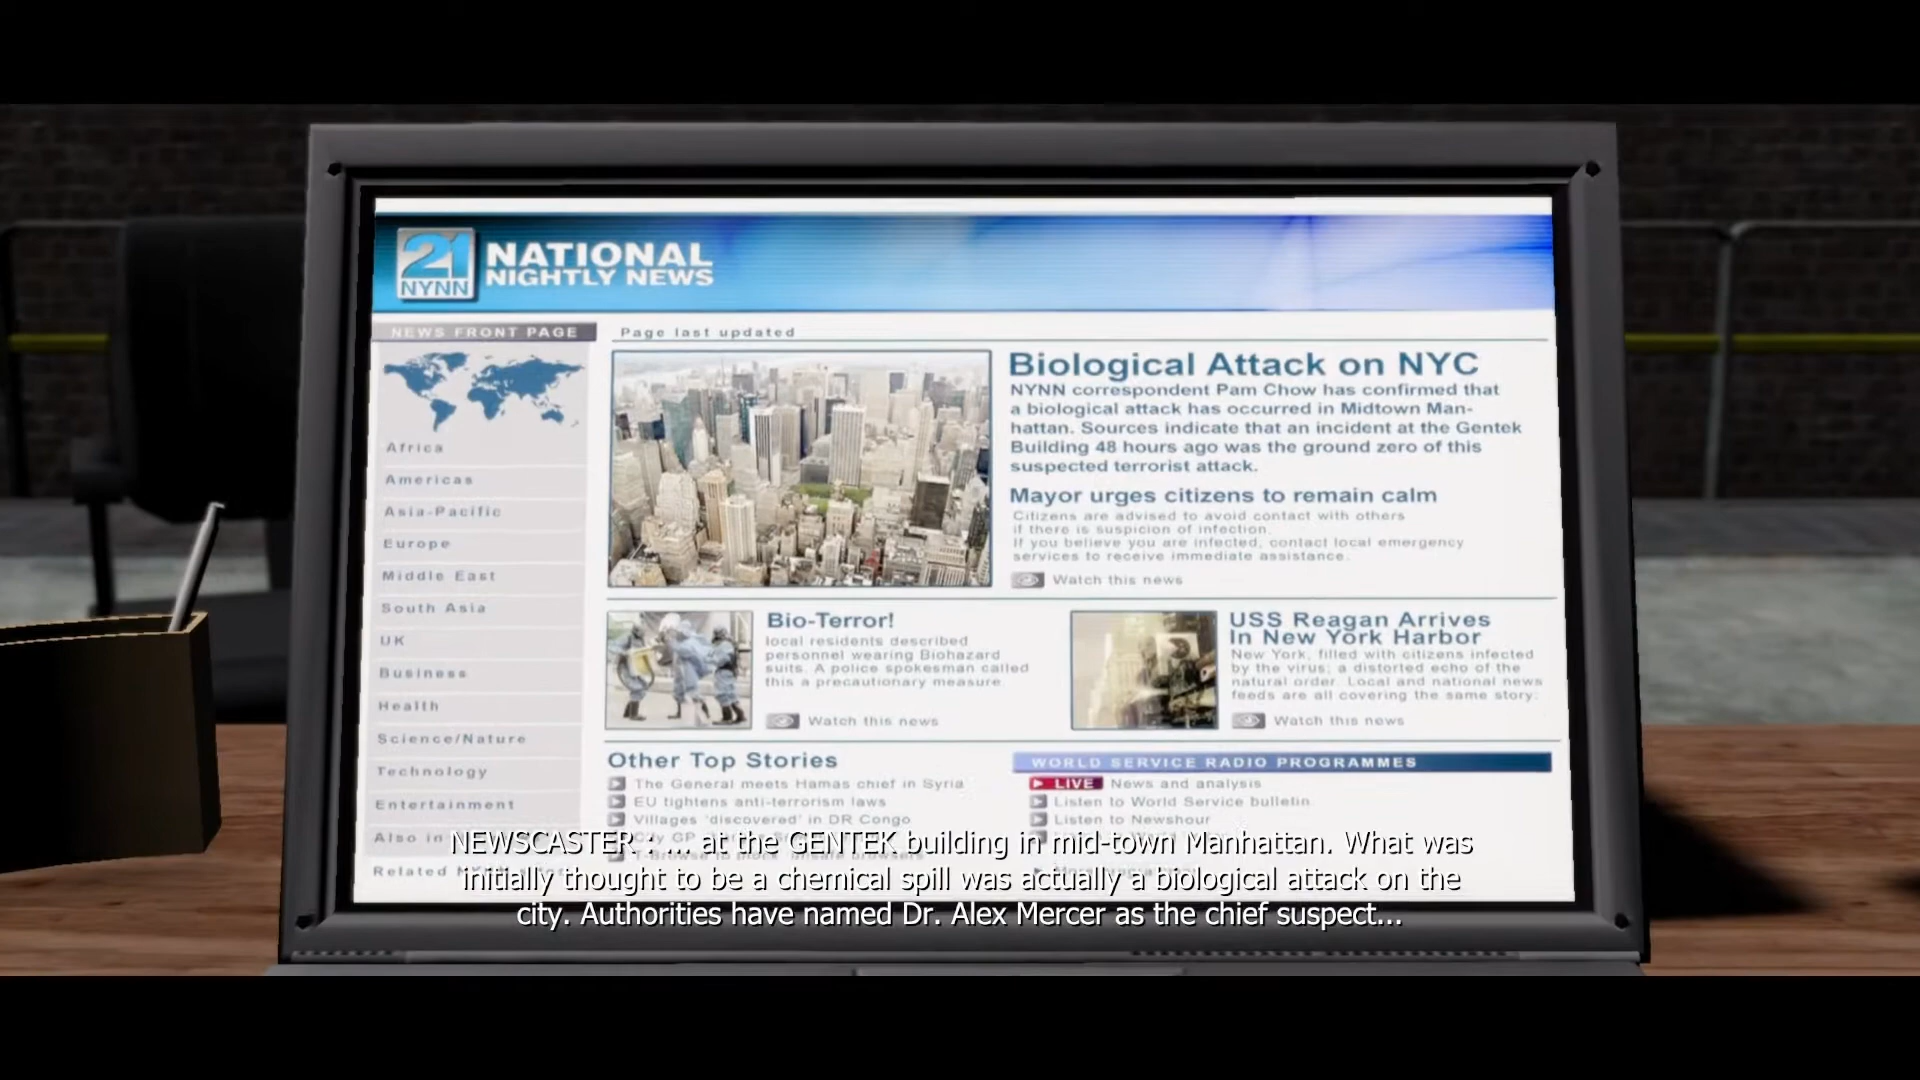 21
NYNN
NATIONAL
NIGHTLY NEWS
NEWS FRONT PAGE
Africa
Americas
Asia-Pacific
Europe
Middle East
South Asia
UK
Business
Health
Science/Nature
Technology
Entertainment
Also in
Related
Page last updated
Biological Attack on NYC
NYNN correspondent Pam Chow has confirmed that
a biological attack has occurred in Midtown Man-
hattan. Sources indicate that an incident at the Gentek
Building 48 hours ago was the ground zero of this
suspected terrorist attack.
Mayor urges citizens to remain calm
Citizens are advised to avoid contact with others
if there is suspicion of infection.
If you believe you are infected, contact local emergency
services to receive immediate assistance.
Watch this news
Bio-Terror!
local residents described
personnel wearing Biohazard
suits. A police spokesman called
this a precautionary measure.
Watch this news
USS Reagan Arrives
In New York Harbor
New York, filled with citizens infected
by the virus; a distorted echo of the
natural order. Local and national news
feeds are all covering the same story:
Watch this news
Other Top Stories
The General meets Hamas chief in Syria
EU tightens anti-terrorism laws
Villages 'discovered' in DR Congo
City GP
WORLD SERVICE RADIO PROGRAMMES
LIVE News and analysis
Listen to World Service bulletin
Listen to Newshour
NEWSCASTER : ... at the GENTEK building in mid-town Manhattan. What was
initially thought to be a chemical spill was actually a biological attack on the
city. Authorities have named Dr. Alex Mercer as the chief suspect...